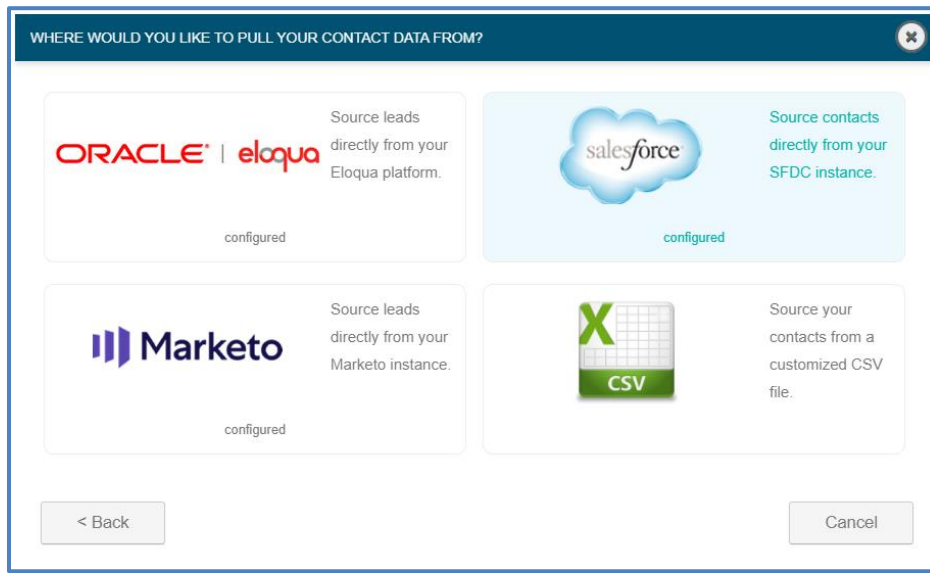 WHERE WOULD YOU LIKE TO PULL YOUR CONTACT DATA FROM?
ORACLE | eloqua
Source leads
directly from your
Eloqua platform.
configured
salesforce
Source contacts
directly from your
SFDC instance.
configured
Marketo
Source leads
directly from your
Marketo instance.
configured
X
CSV
Source your
contacts from a
customized CSV
file.
< Back
Cancel